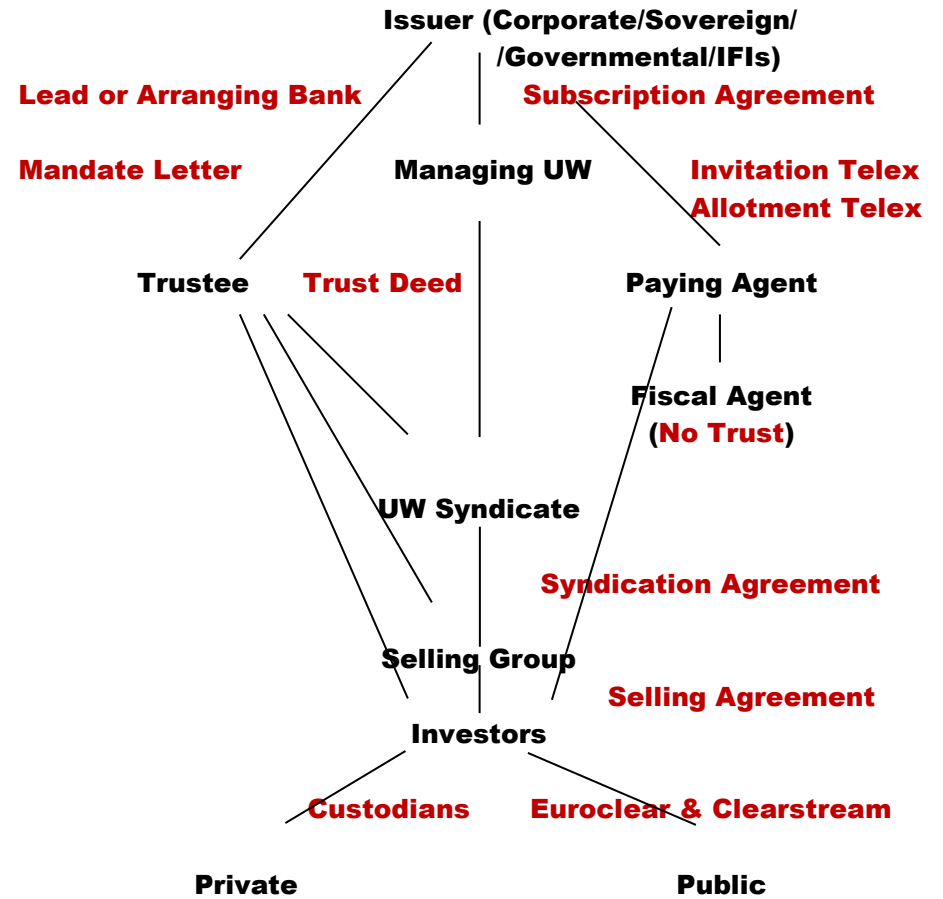 Issuer (Corporate/Sovereign/
/Governmental/IFIs)
Lead or Arranging Bank
Subscription Agreement
Mandate Letter
Managing UW
Invitation Telex
Allotment Telex
Trustee
Trust Deed
Paying Agent
Fiscal Agent
(No Trust)
UW Syndicate
Syndication Agreement
Selling Group
Selling Agreement
Investors
Custodians
Euroclear & Clearstream
Private
Public